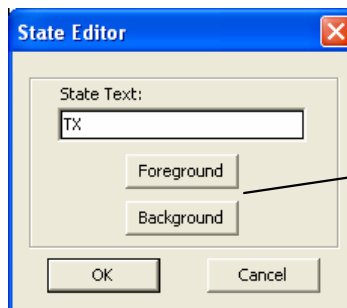 State Editor
State Text:
TX
Foreground
Background
OK Cancel